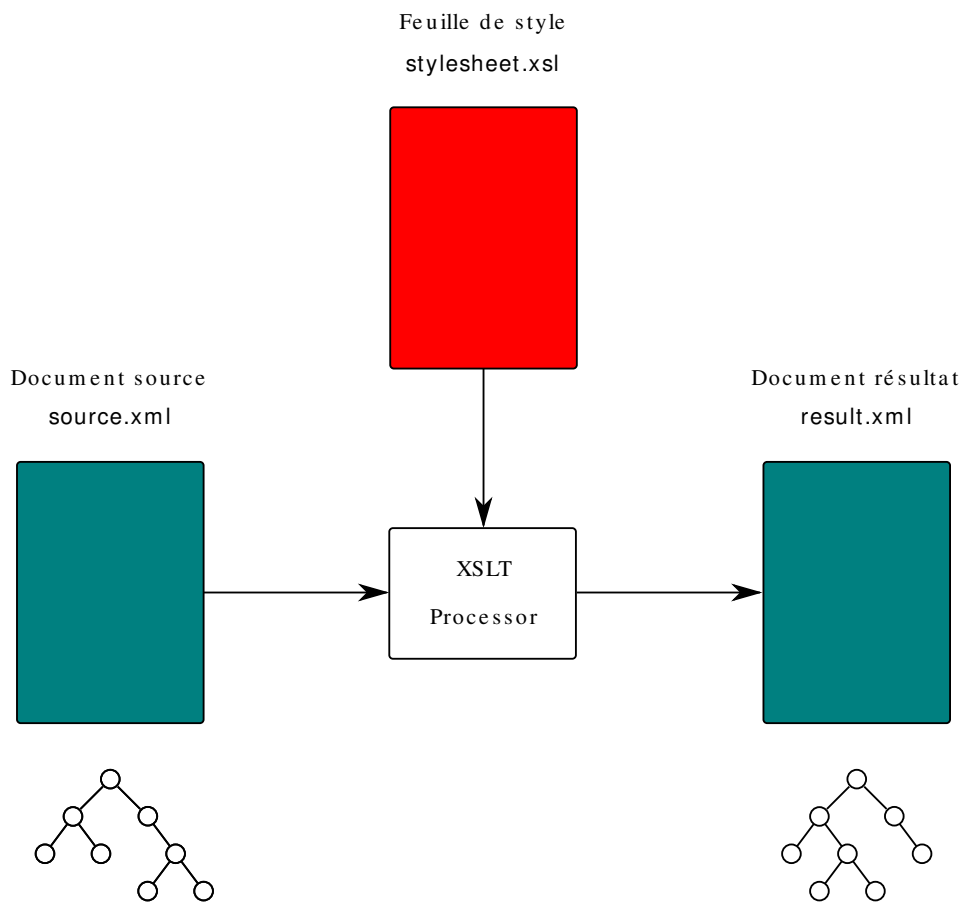 Feuille de style
stylesheet.xsl
Document source
source.xml
Document résultat
result.xml
XSLT
Processor